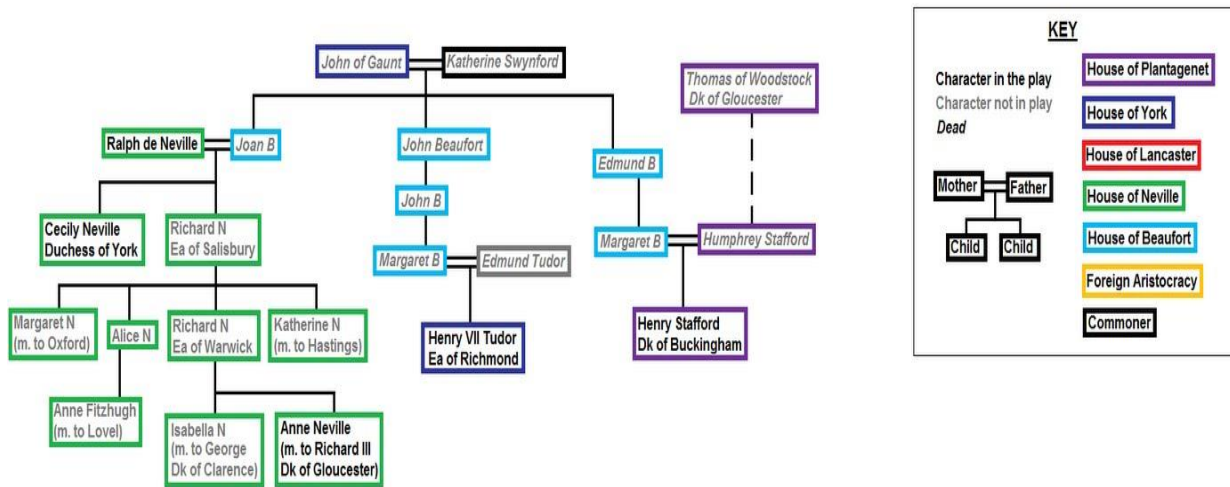 John of Gaunt
Katherine Swynford
Thomas of Woodstock
Dk of Gloucester
Ralph de Neville
Joan B
John Beaufort
Edmund B
John B
Cecily Neville
Duchess of York
Richard N
Ea of Salisbury
Margaret B
Edmund Tudor
Margaret B
Humphrey Stafford
Margaret N
(m. to Oxford)
Alice N
Richard N
Ea of Warwick
Katherine N
(m. to Hastings)
Henry VII Tudor
Ea of Richmond
Henry Stafford
Dk of Buckingham
Anne Fitzhugh
(m. to Lovel)
Isabella N
(m. to George
Dk of Clarence)
Anne Neville
(m. to Richard III
Dk of Gloucester)
KEY
Character in the play
Character not in play
Dead
Mother
Father
Child
Child
House of Plantagenet
House of York
House of Lancaster
House of Neville
House of Beaufort
Foreign Aristocracy
Commoner